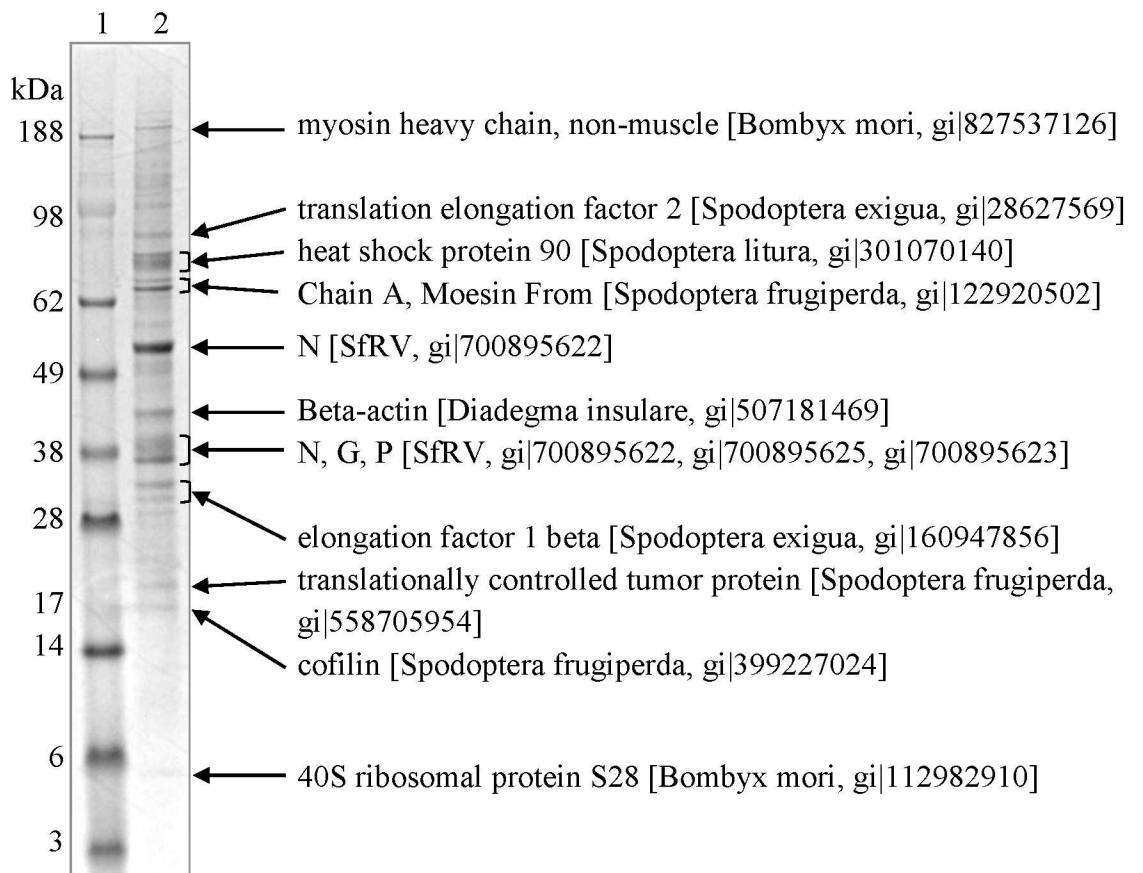 1 2
kDa
188
myosin heavy chain, non-muscle [Bombyx mori, gi|827537126]
98
translation elongation factor 2 [Spodoptera exigua, gi|28627569]
heat shock protein 90 [Spodoptera litura, gi|301070140]
62
Chain A, Moesin From [Spodoptera frugiperda, gi|122920502]
N [SfRV, gi|700895622]
49
Beta-actin [Diadegma insulare, gi|507181469]
38
N, G, P [SfRV, gi|700895622, gi|700895625, gi|700895623]
28
elongation factor 1 beta [Spodoptera exigua, gi|160947856]
translationally controlled tumor protein [Spodoptera frugiperda,
17
gi|558705954]
14
cofilin [Spodoptera frugiperda, gi|399227024]
6
40S ribosomal protein S28 [Bombyx mori, gi|112982910]
3